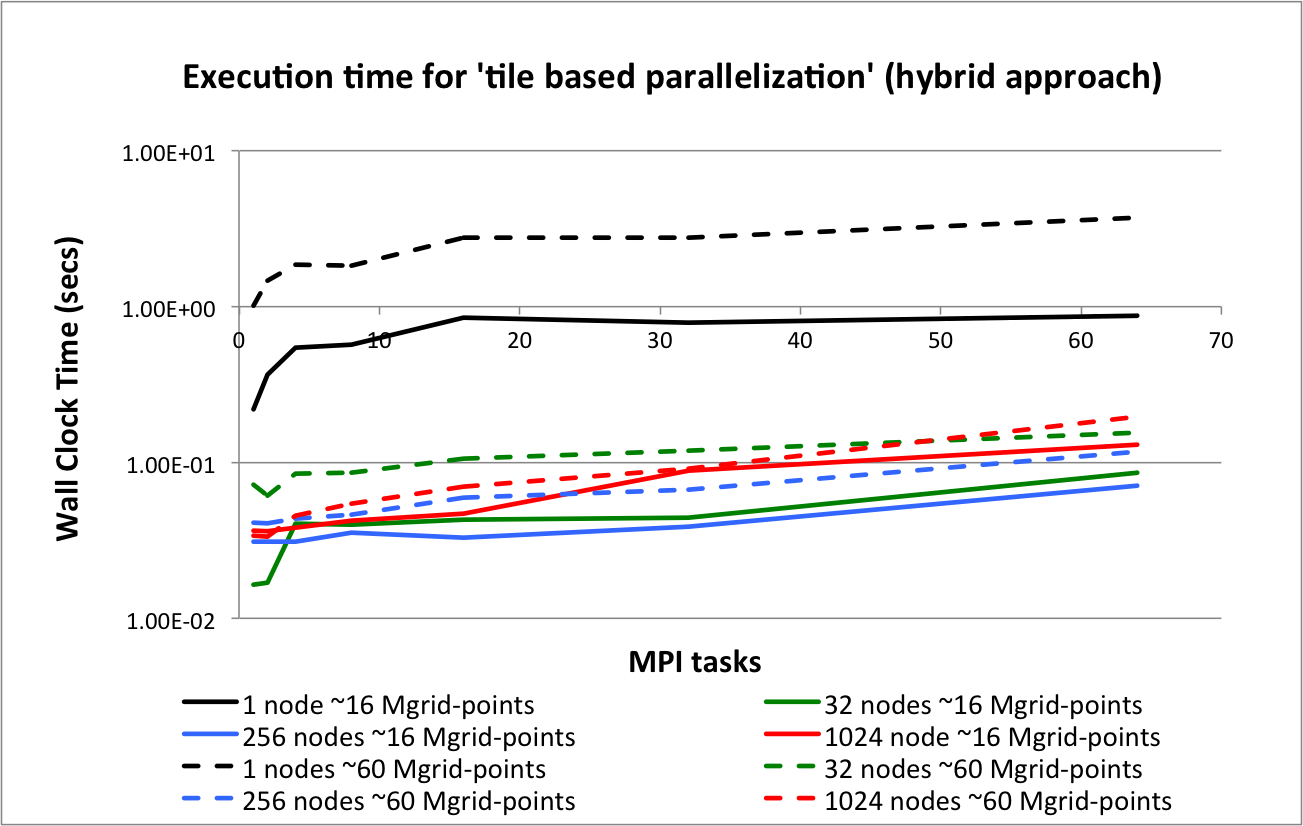 Execution time for 'tile based parallelization' (hybrid approach)
1.00E+01
1.00E+00
1.00E-01
1.00E-02
0 10 20 30 40 50 60 70
Wall Clock Time (secs)
MPI tasks
1 node ~16 Mgrid-points
32 nodes ~16 Mgrid-points
256 nodes ~16 Mgrid-points
1024 node ~16 Mgrid-points
1 nodes ~60 Mgrid-points
32 nodes ~60 Mgrid-points
256 nodes ~60 Mgrid-points
1024 nodes ~60 Mgrid-points